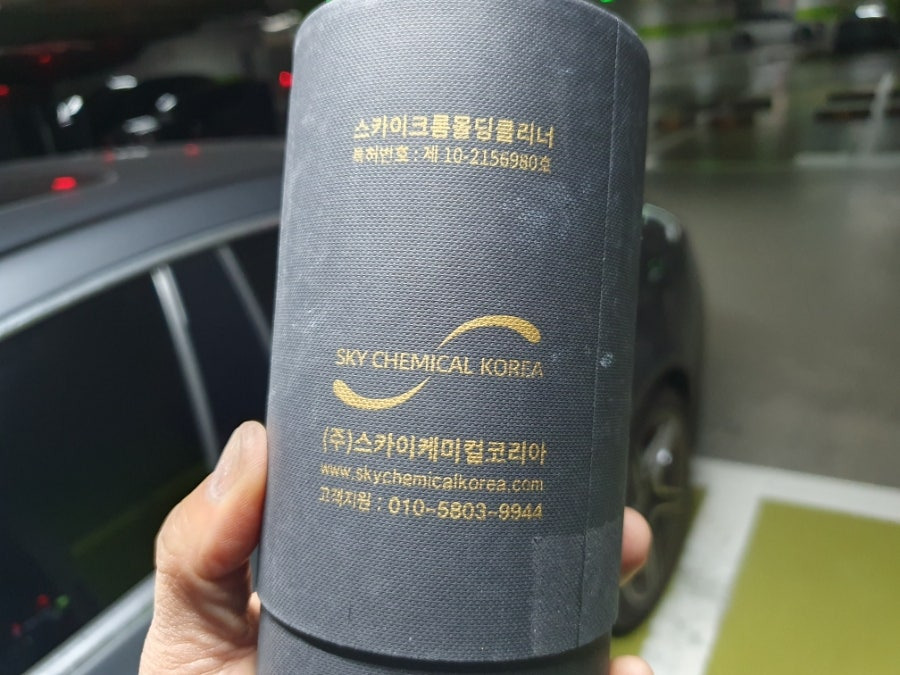 스카이크롬몰딩클리너
특허번호 : 제 10-2156980호
SKY CHEMICAL KOREA
(주)스카이케미컬코리아
www.skychemicalkorea.com
고객지원 : 010-5803-9944